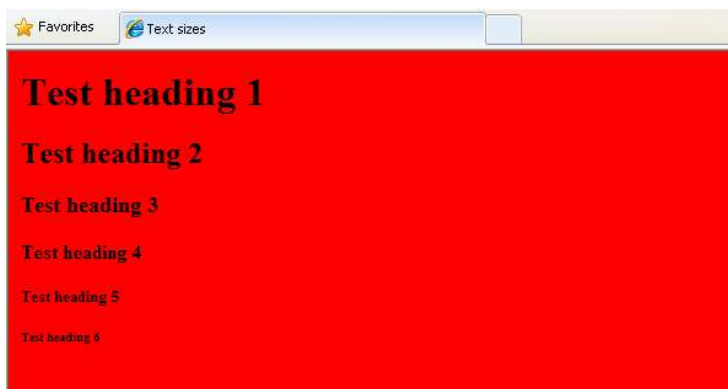 Favorites
Text sizes
Test heading 1
Test heading 2
Test heading 3
Test heading 4
Test heading 5
Test heading 6